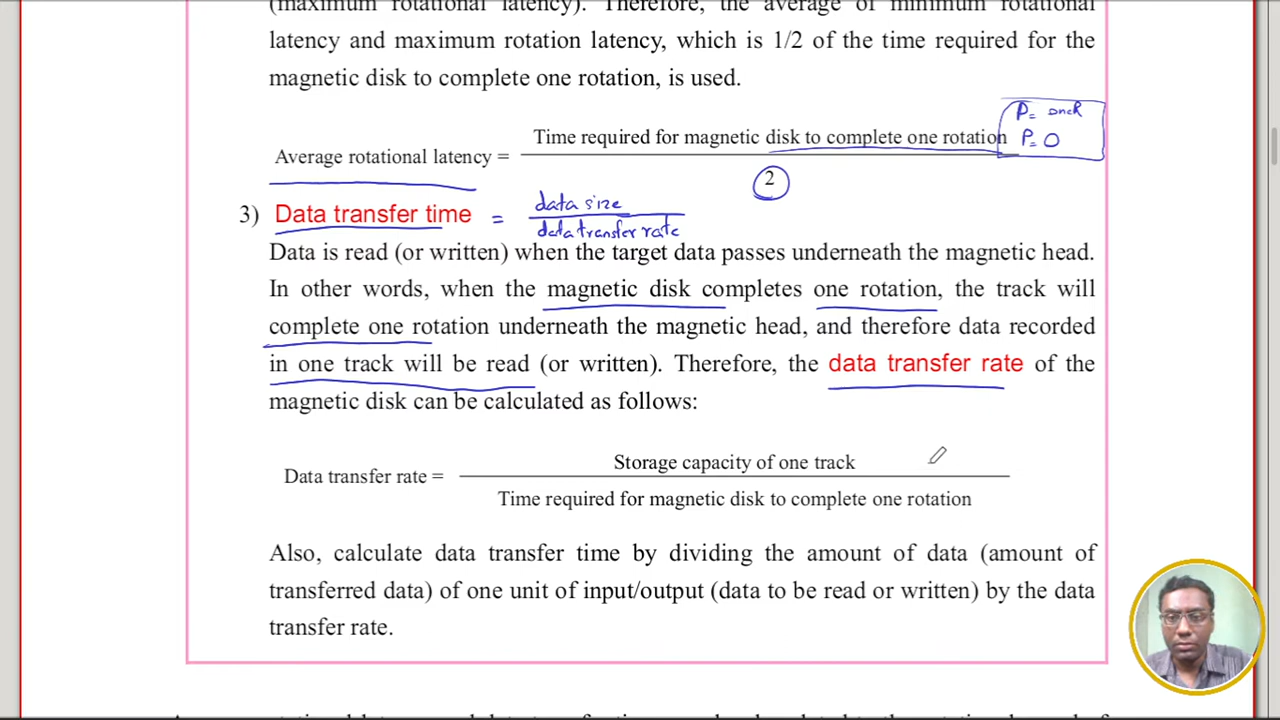 (maximum rotational latency). Therefore, the average of minimum rotational
latency and maximum rotation latency, which is 1/2 of the time required for the
magnetic disk to complete one rotation, is used.
P= once
P= 0
Average rotational latency = Time required for magnetic disk to complete one rotation
2
3) Data transfer time = data size
data transfer rate
Data is read (or written) when the target data passes underneath the magnetic head.
In other words, when the magnetic disk completes one rotation, the track will
complete one rotation underneath the magnetic head, and therefore data recorded
in one track will be read (or written). Therefore, the data transfer rate of the
magnetic disk can be calculated as follows:
Data transfer rate = Storage capacity of one track
Time required for magnetic disk to complete one rotation
Also, calculate data transfer time by dividing the amount of data (amount of
transferred data) of one unit of input/output (data to be read or written) by the data
transfer rate.